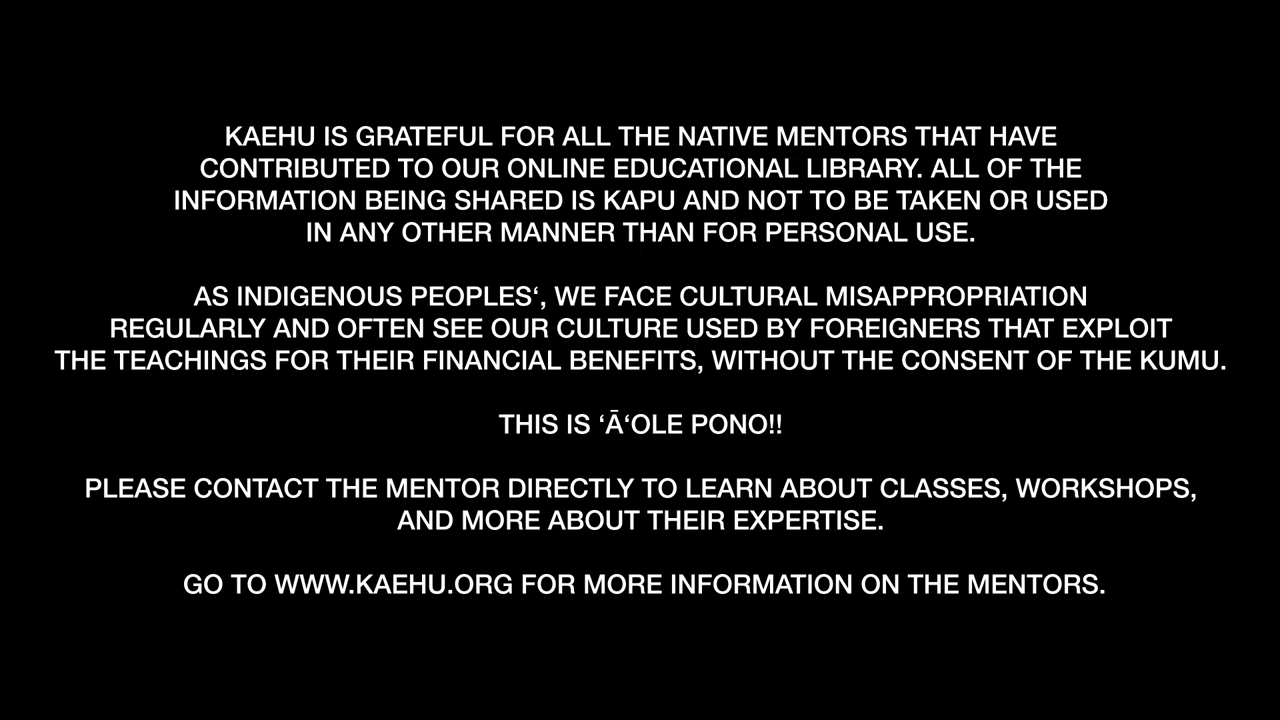 KAEHU IS GRATEFUL FOR ALL THE NATIVE MENTORS THAT HAVE
CONTRIBUTED TO OUR ONLINE EDUCATIONAL LIBRARY. ALL OF THE
INFORMATION BEING SHARED IS KAPU AND NOT TO BE TAKEN OR USED
IN ANY OTHER MANNER THAN FOR PERSONAL USE.
AS INDIGENOUS PEOPLES‘, WE FACE CULTURAL MISAPPROPRIATION
REGULARLY AND OFTEN SEE OUR CULTURE USED BY FOREIGNERS THAT EXPLOIT
THE TEACHINGS FOR THEIR FINANCIAL BENEFITS, WITHOUT THE CONSENT OF THE KUMU.
THIS IS ‘Ā‘OLE PONO!!
PLEASE CONTACT THE MENTOR DIRECTLY TO LEARN ABOUT CLASSES, WORKSHOPS,
AND MORE ABOUT THEIR EXPERTISE.
GO TO WWW.KAEHU.ORG FOR MORE INFORMATION ON THE MENTORS.